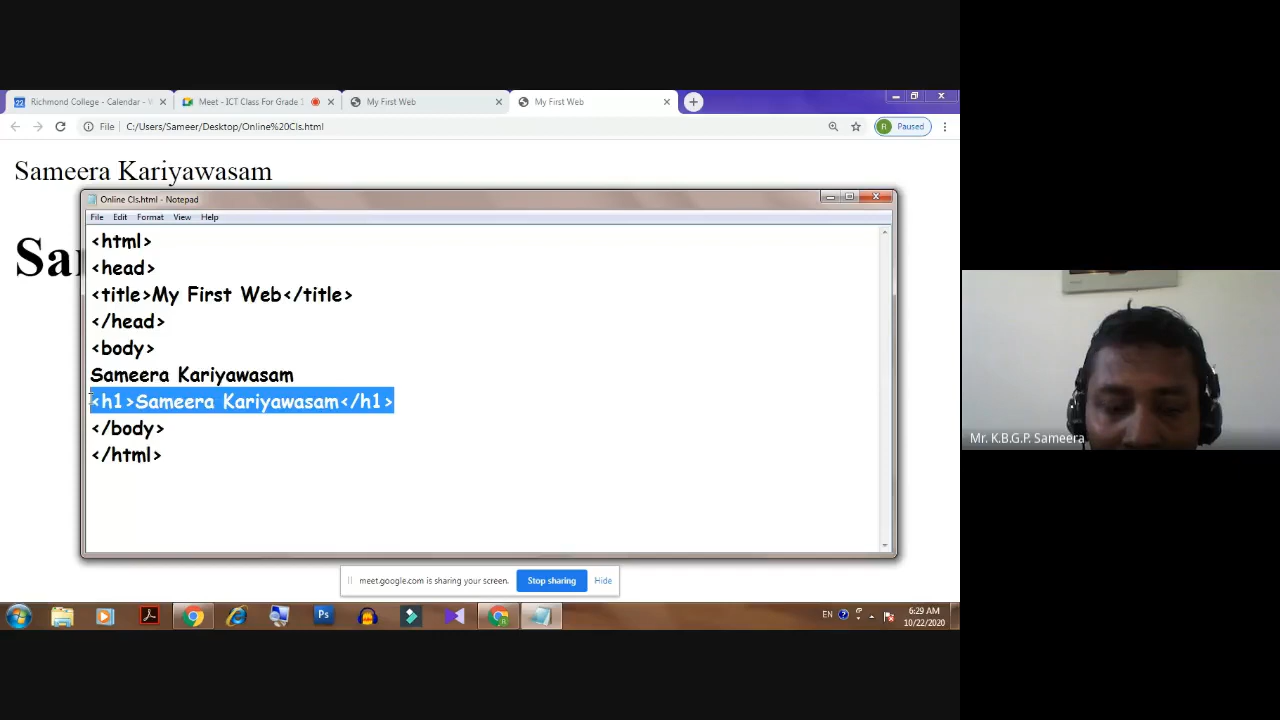 Richmond College - Calendar -
Meet - ICT Class For Grade
My First Web
My First Web
File
C:/Users/Sameer/Desktop/Online%20Cls.html
R
Paused
Sameera Kariyawasam
Online Cls.html - Notepad
File Edit Format View Help
<html>
<head>
<title>My First Web</title>
</head>
<body>
Sameera Kariyawasam
<h1>Sameera Kariyawasam</h1>
</body>
</html>
Sa
Mr. K.B.G.P. Sameera
meet.google.com is sharing your screen.
Stop sharing
Hide
Ps
EN
6:29 AM
10/22/2020